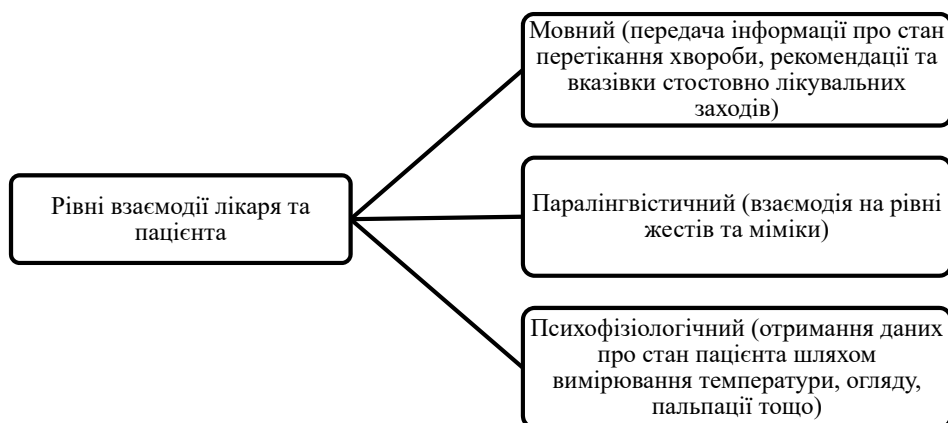 Рівні взаємодії лікаря та
пацієнта
Мовний (передача інформації про стан
перетікання хвороби, рекомендації та
вказівки стостовно лікувальних
заходів)
Паралінгвістичний (взаємодія на рівні
жестів та міміки)
Психофізіологічний (отримання даних
про стан пацієнта шляхом
вимірювання температури, огляду,
пальпації тощо)